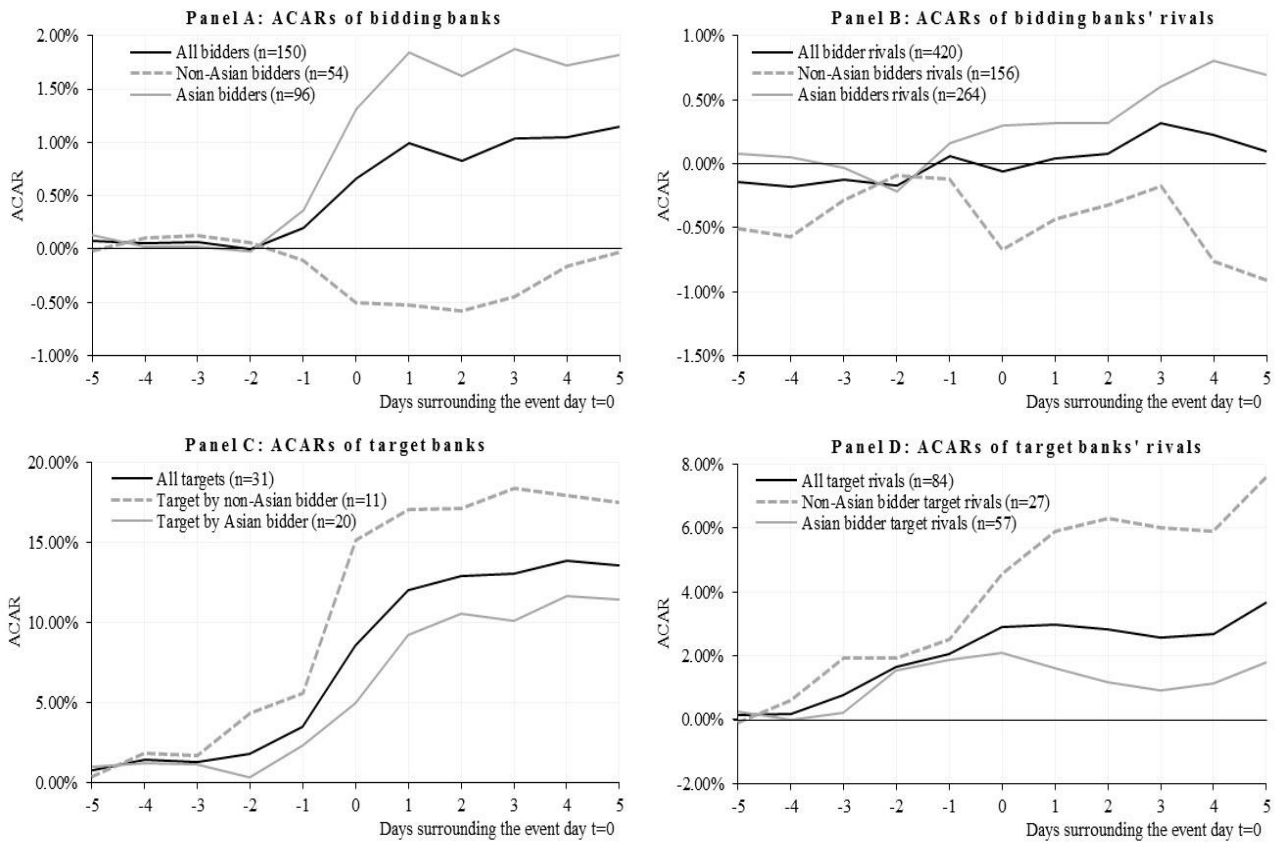 Panel A: ACARs of bidding banks
2.00%
1.50%
1.00%
0.50%
0.00%
-0.50%
-1.00%
ACAR
All bidders (n=150)
Non-Asian bidders (n=54)
Asian bidders (n=96)
-5 -4 -3 -2 -1 0 1 2 3 4 5
Days surrounding the event day t=0
Panel B: ACARs of bidding banks' rivals
1.00%
0.50%
0.00%
-0.50%
-1.00%
-1.50%
ACAR
All bidder rivals (n=420)
Non-Asian bidders rivals (n=156)
Asian bidders rivals (n=264)
-5 -4 -3 -2 -1 0 1 2 3 4 5
Days surrounding the event day t=0
Panel C: ACARs of target banks
20.00%
15.00%
10.00%
5.00%
0.00%
ACAR
All targets (n=31)
Target by non-Asian bidder (n=11)
Target by Asian bidder (n=20)
-5 -4 -3 -2 -1 0 1 2 3 4 5
Days surrounding the event day t=0
Panel D: ACARs of target banks' rivals
8.00%
6.00%
4.00%
2.00%
0.00%
-2.00%
ACAR
All target rivals (n=84)
Non-Asian bidder target rivals (n=27)
Asian bidder target rivals (n=57)
-5 -4 -3 -2 -1 0 1 2 3 4 5
Days surrounding the event day t=0